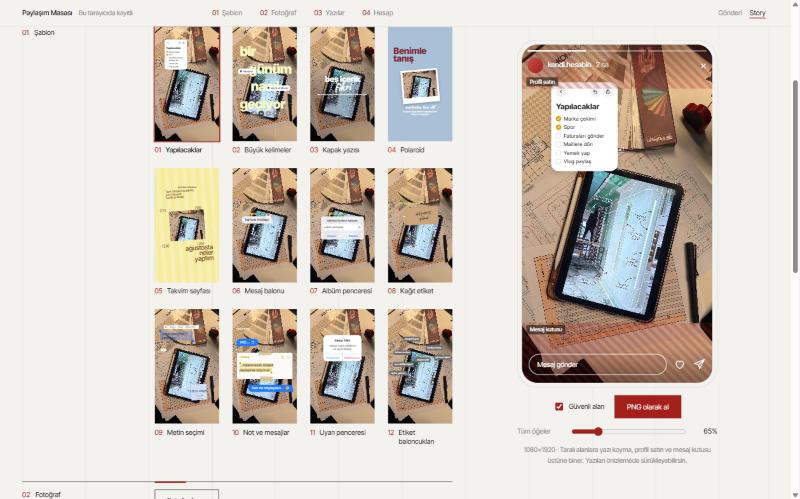 Paylaşım Masası Bu tarayıcıda kayıtlı
01 Şablon
02 Fotoğraf
03 Yazılar
04 Hesap
Gönderi
Story
01 Şablon
Yapılacaklar
bir
günüm
nasıl
geçiyor
beş içerik
fikri
Benimle
tanış
01 Yapılacaklar
02 Büyük kelimeler
03 Kapak yazısı
04 Polaroid
ağustosta
neler
yaptım
05 Takvim sayfası
06 Mesaj balonu
07 Albüm penceresi
08 Kağıt etiket
09 Metin seçimi
10 Not ve mesajlar
11 Uyarı penceresi
12 Etiket
baloncukları
02 Fotoğraf
kendi.hesabin 2 sa
Profil satırı
Yapılacaklar
Marka çekimi
Spor
Faturaları gönder
Maillere dön
Yemek yap
Vlog paylaş
Mesaj kutusu
Mesaj gönder
Güvenli alan
PNG olarak al
Tüm öğeler
65%
1080×1920 · Taralı alanlara yazı koyma, profil satırı ve mesaj kutusu
üstüne biner. Yazıları önizlemede sürükleyebilirsin.